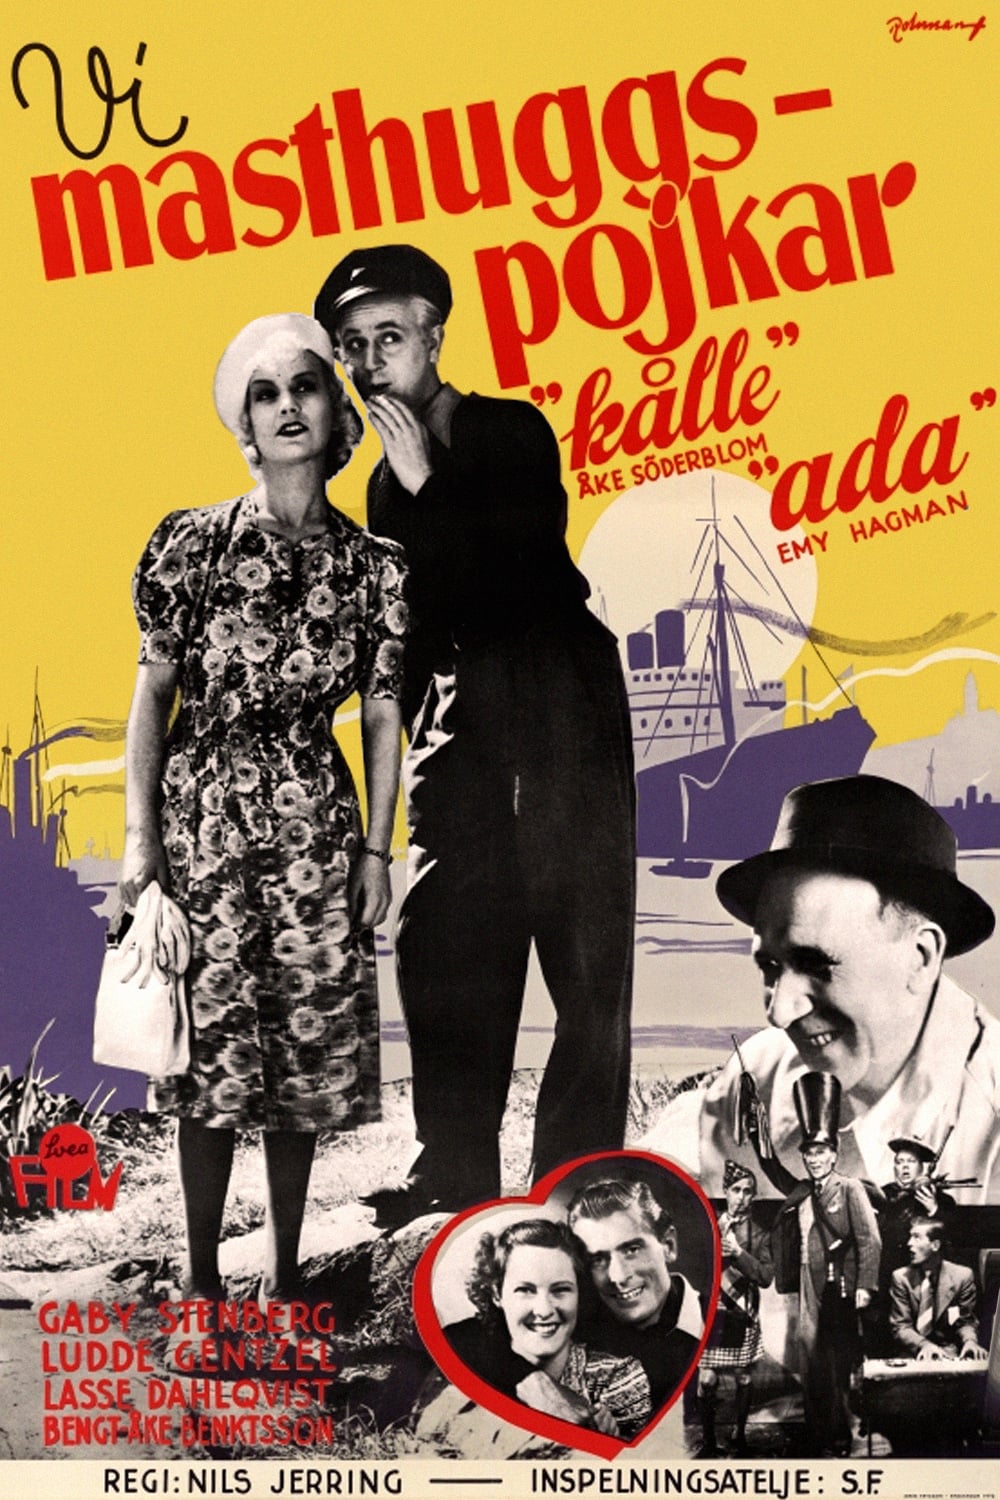 Rohman
Vi
masthuggs-
pojkar
"kålle"
ÅKE SÖDERBLOM
"ada"
EMY HAGMAN
Svea
FILM
GABY STENBERG
LUDDE GENTZEL
LASSE DAHLQVIST
BENGT-ÅKE BENKTSSON
REGI: NILS JERRING — INSPELNINGSATELJE: S.F.